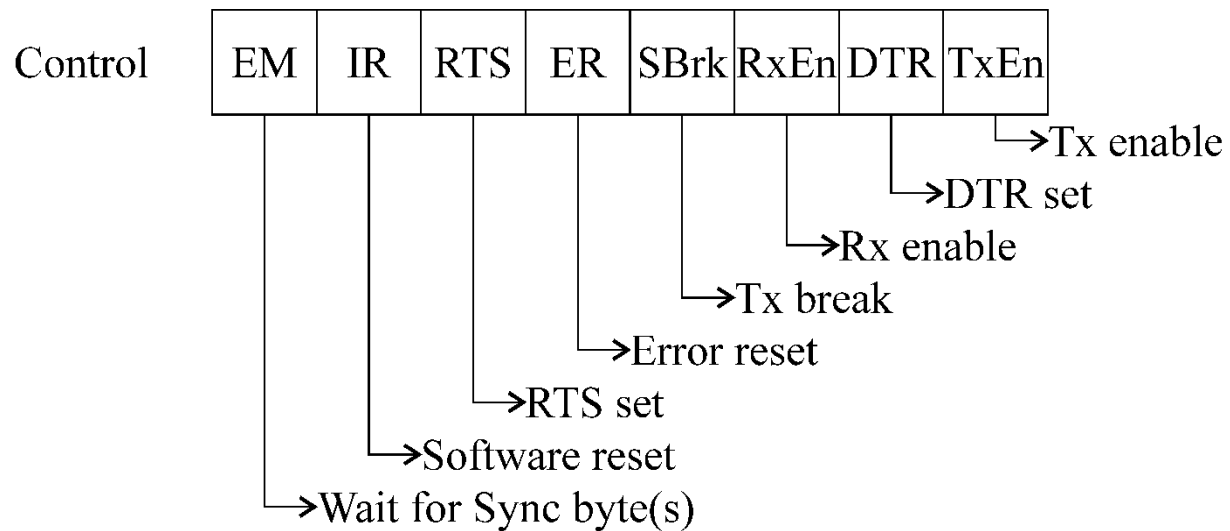 Control EM IR RTS ER SBrk RxEn DTR TxEn
Tx enable
DTR set
Rx enable
Tx break
Error reset
RTS set
Software reset
Wait for Sync byte(s)